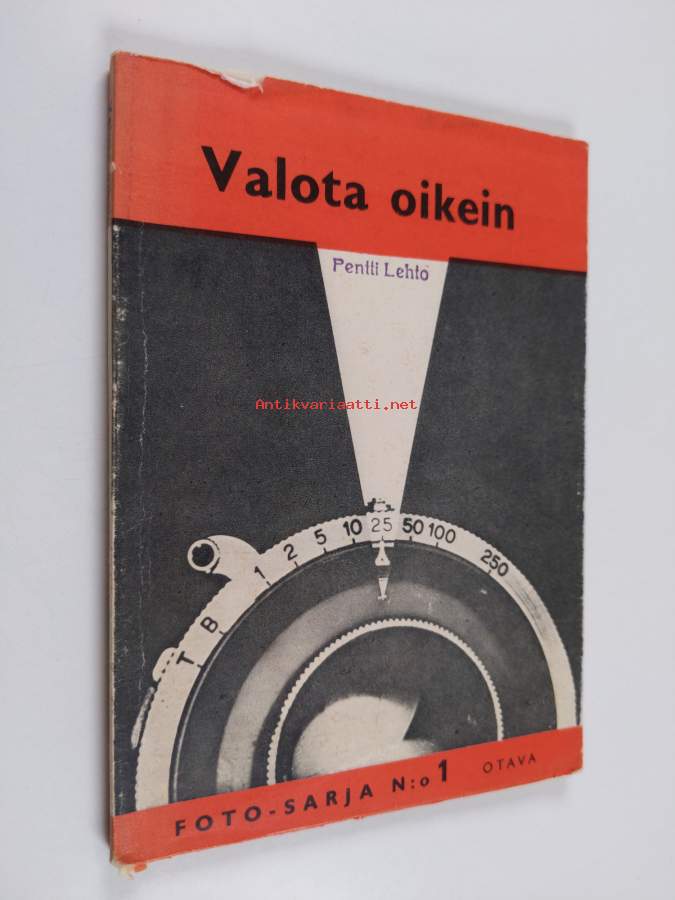 Valota oikein
Pentti Lehto
Antikvariaatti.net
T B 1 2 5 10 25 50 100 250
FOTO-SARJA N:o 1 OTAVA